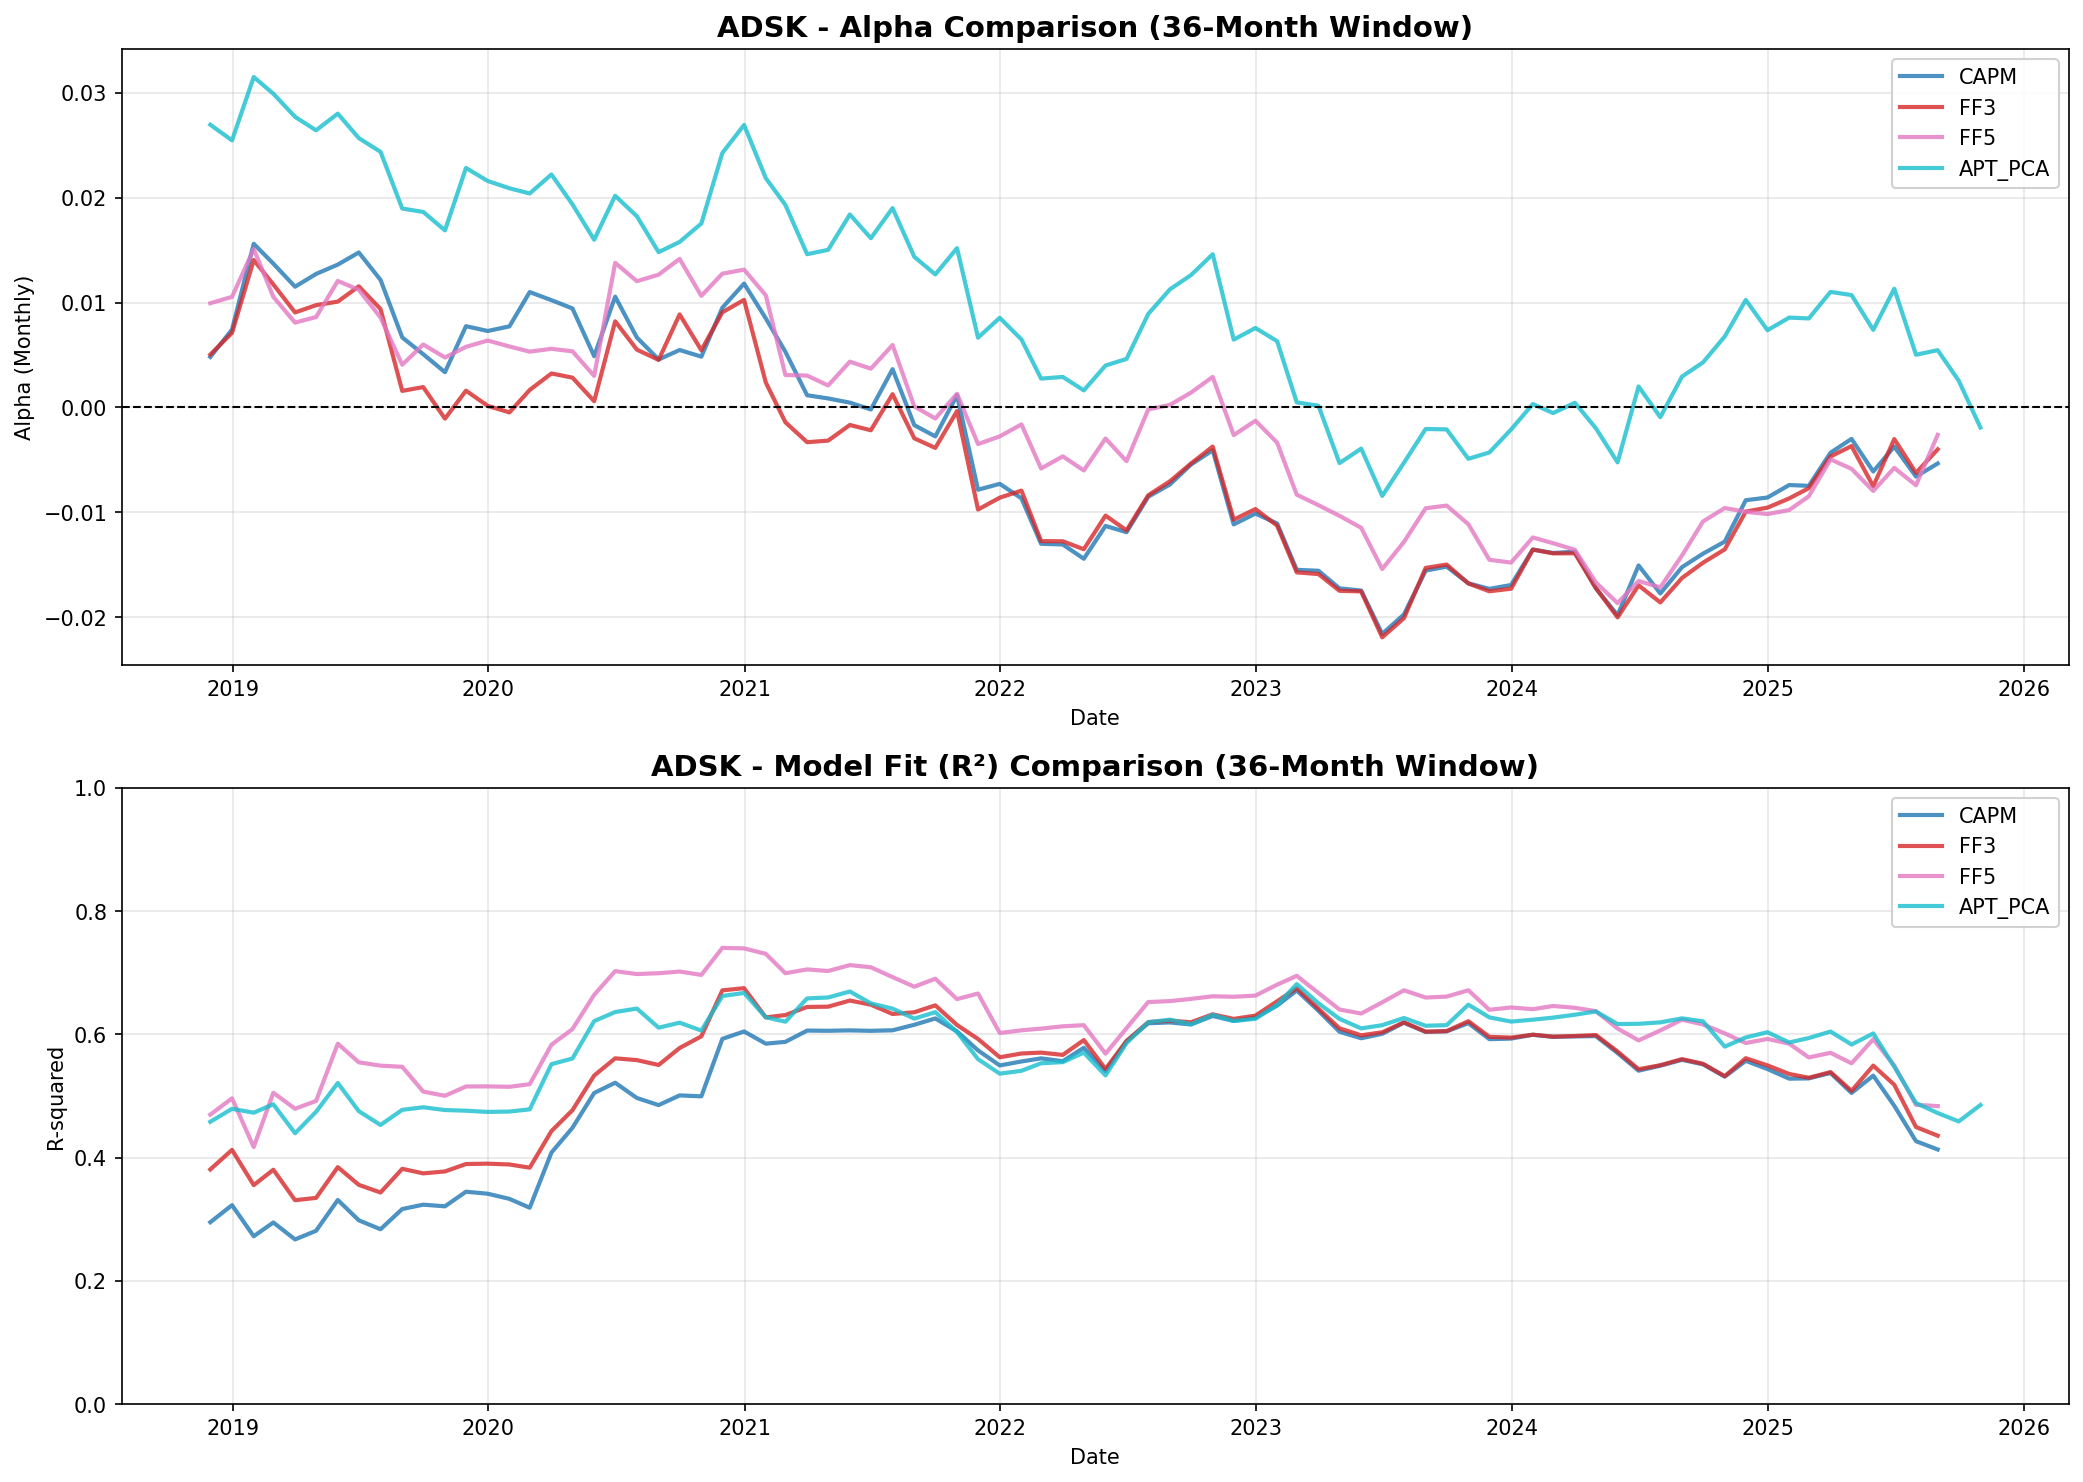 ADSK - Alpha Comparison (36-Month Window)
Alpha (Monthly)
0.03
0.02
0.01
0.00
−0.01
−0.02
CAPM
FF3
FF5
APT_PCA
2019 2020 2021 2022 2023 2024 2025 2026
Date
ADSK - Model Fit (R²) Comparison (36-Month Window)
R-squared
1.0
0.8
0.6
0.4
0.2
0.0
CAPM
FF3
FF5
APT_PCA
2019 2020 2021 2022 2023 2024 2025 2026
Date